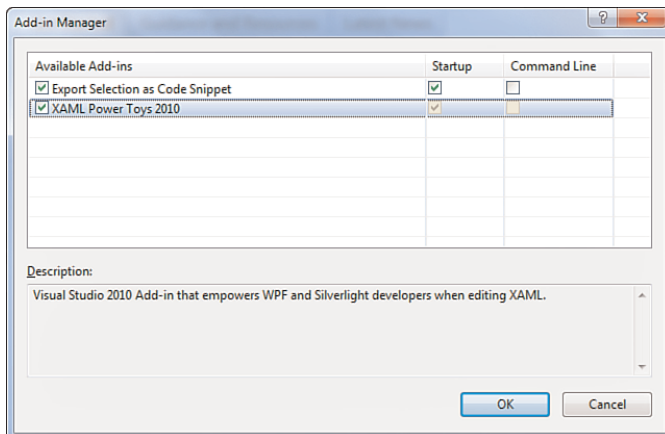 Add-in Manager
Available Add-ins Startup Command Line
Export Selection as Code Snippet
XAML Power Toys 2010
Description:
Visual Studio 2010 Add-in that empowers WPF and Silverlight developers when editing XAML.
OK Cancel